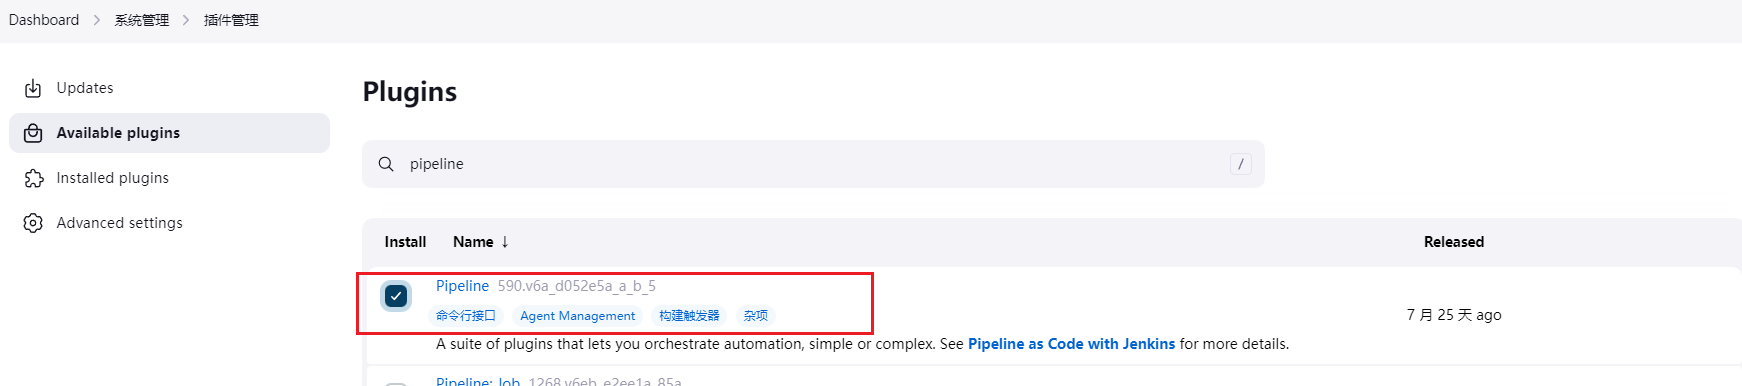 Dashboard > 系统管理 > 插件管理
Updates
Available plugins
Installed plugins
Advanced settings
Plugins
pipeline /
Install Name ↓ Released
Pipeline 590.v6a_d052e5a_a_b_5
命令行接口 Agent Management 构建触发器 杂项
7 月 25 天 ago
A suite of plugins that lets you orchestrate automation, simple or complex. See Pipeline as Code with Jenkins for more details.
Pipeline: Job 1268.v6eb_e2ee1a_85a